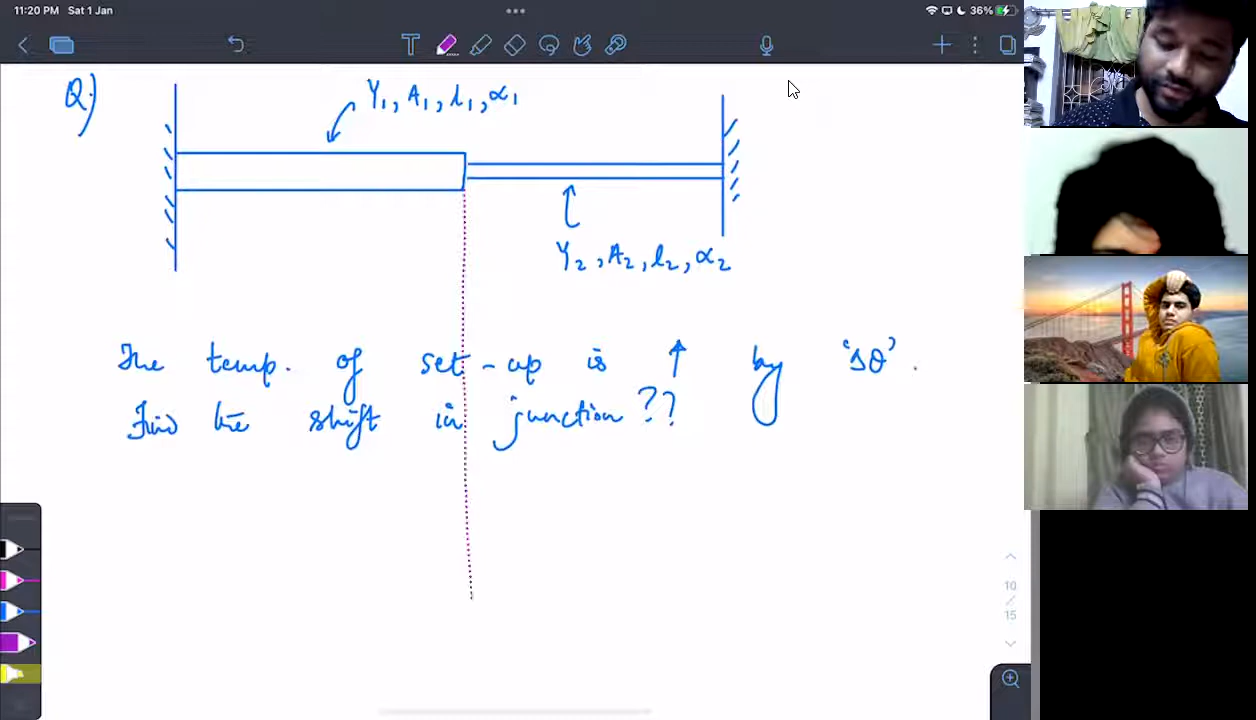 11:20 PM Sat 1 Jan
36%
Q.)
Y₁, A₁, l₁, α₁
Y₂, A₂, l₂, α₂
The temp. of set-up is ↑ by 'Δθ'.
Find the shift in junction ??
10
/
15